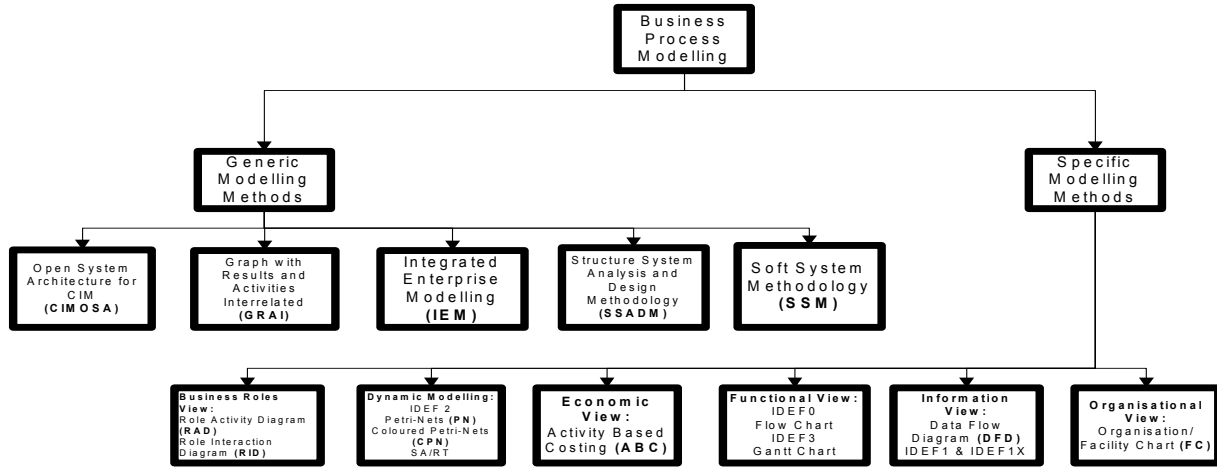 Business
Process
Modelling
Generic
Modelling
Methods
Specific
Modelling
Methods
Open System
Architecture for
CIM
(CIMOSA)
Graph with
Results and
Activities
Interrelated
(GRAI)
Integrated
Enterprise
Modelling
(IEM)
Structure System
Analysis and
Design
Methodology
(SSADM)
Soft System
Methodology
(SSM)
Business Roles
View:
Role Activity Diagram
(RAD)
Role Interaction
Diagram (RID)
Dynamic Modelling:
IDEF 2
Petri-Nets (PN)
Coloured Petri-Nets
(CPN)
SA/RT
Economic
View:
Activity Based
Costing (ABC)
Functional View:
IDEF0
Flow Chart
IDEF3
Gantt Chart
Information
View:
Data Flow
Diagram (DFD)
IDEF1 & IDEF1X
Organisational
View:
Organisation/
Facility Chart (FC)